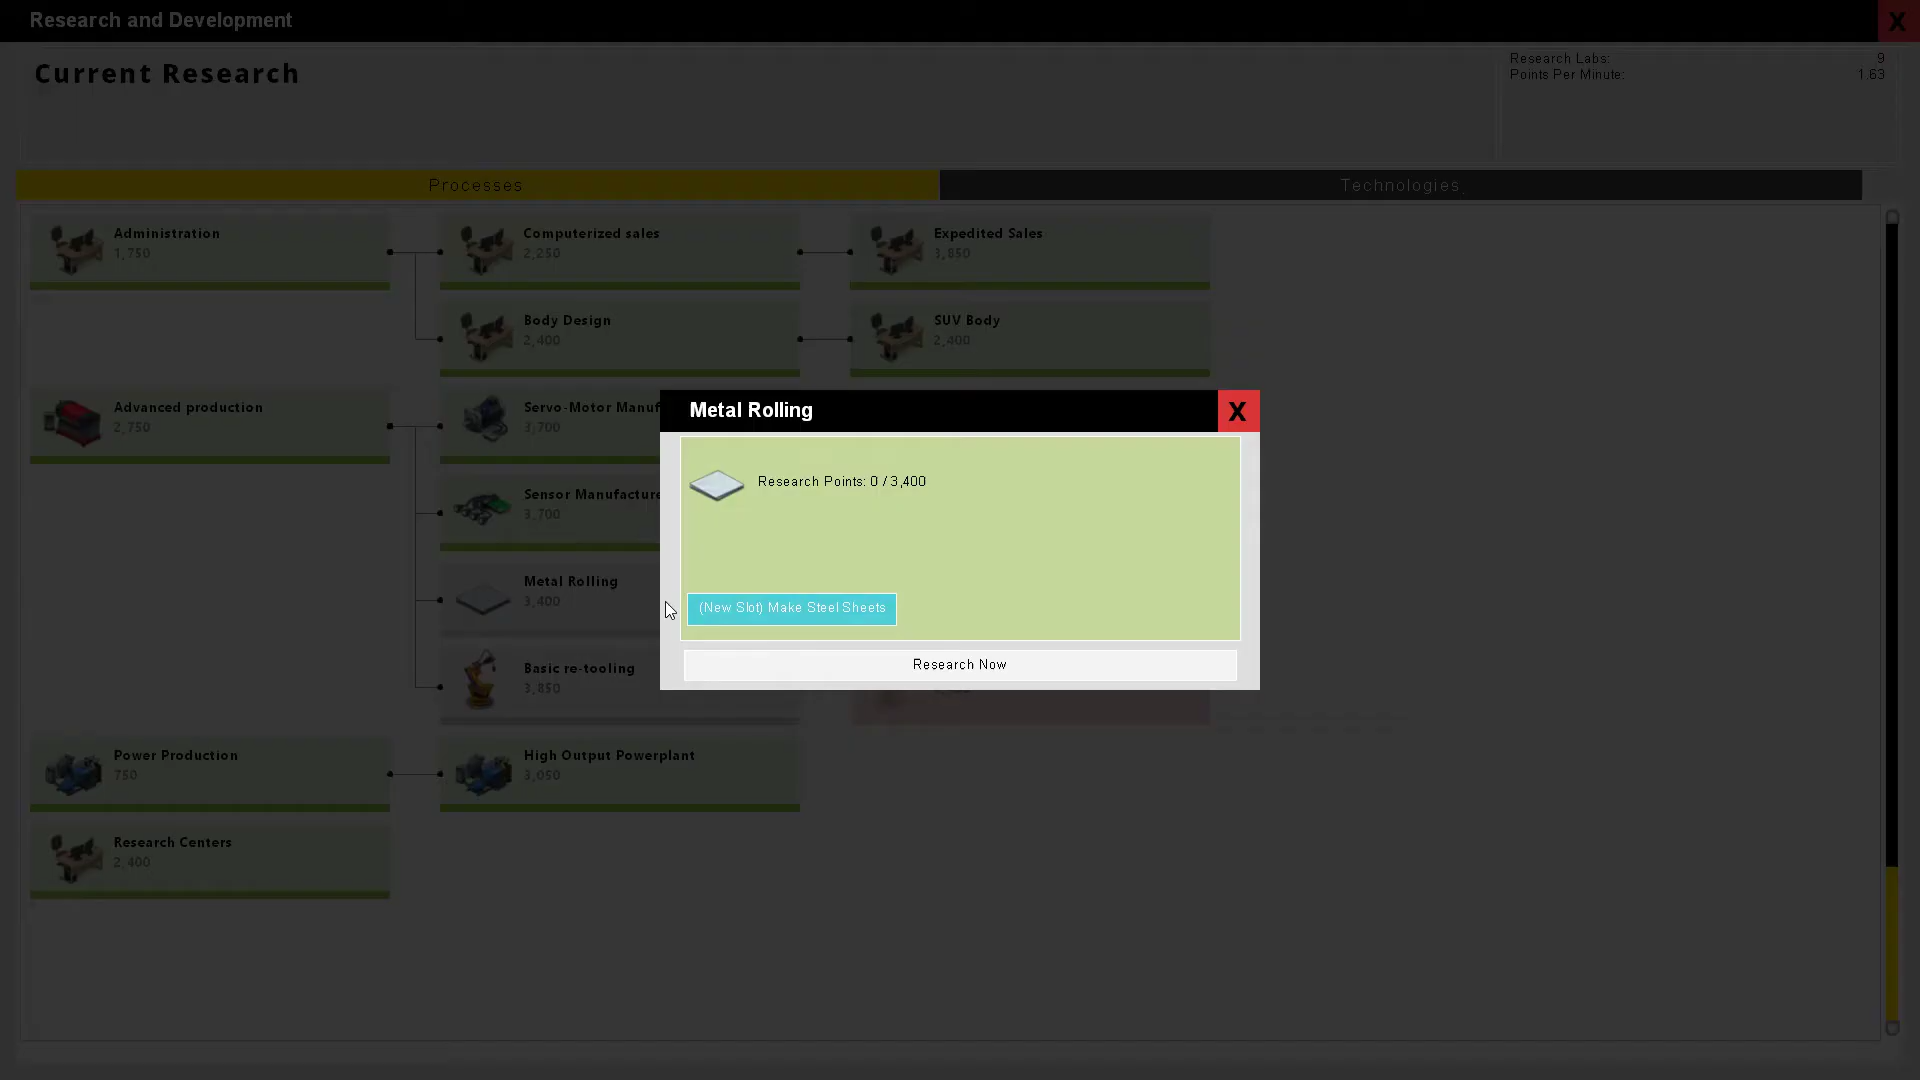 Research and Development
X
Current Research
Research Labs: 9
Points Per Minute: 1.63
Processes
Technologies
Administration
1,750
Computerized sales
2,250
Expedited Sales
3,850
Body Design
2,400
SUV Body
2,400
Advanced production
2,750
Servo-Motor Manuf
3,700
Sensor Manufacture
3,700
Metal Rolling
3,400
Basic re-tooling
3,850
Metal Rolling
X
Research Points: 0 / 3,400
(New Slot) Make Steel Sheets
Research Now
Power Production
750
High Output Powerplant
3,050
Research Centers
2,400